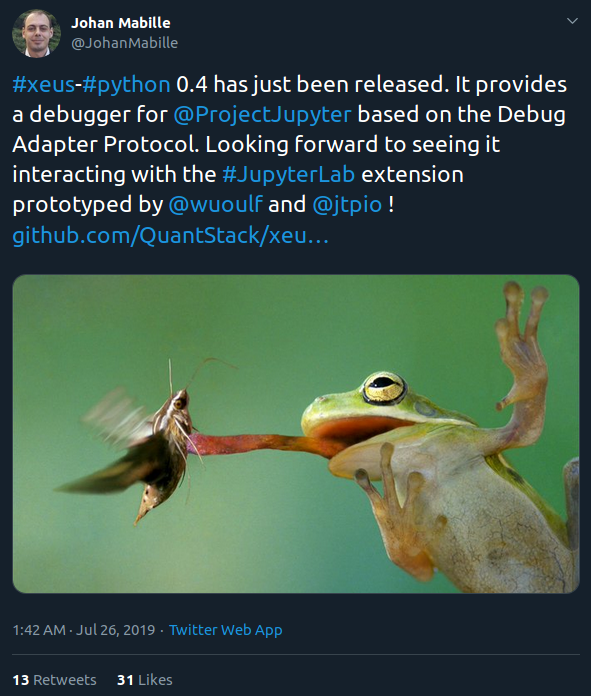 Johan Mabille
@JohanMabille
#xeus-#python 0.4 has just been released. It provides
a debugger for @ProjectJupyter based on the Debug
Adapter Protocol. Looking forward to seeing it
interacting with the #JupyterLab extension
prototyped by @wuoulf and @jtpio !
github.com/QuantStack/xeu…
1:42 AM · Jul 26, 2019 · Twitter Web App
13 Retweets 31 Likes